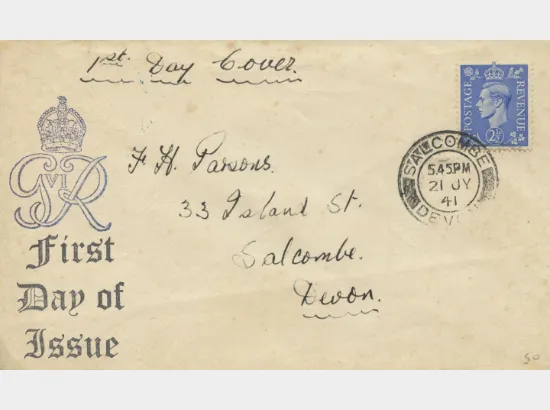 1st. Day Cover.
POSTAGE
REVENUE
2½D
SALCOMBE
5.45PM
21 JY
41
DEVON
GVIR
F. H. Parsons.
33 Island St.
Salcombe.
Devon.
First
Day of
Issue
50